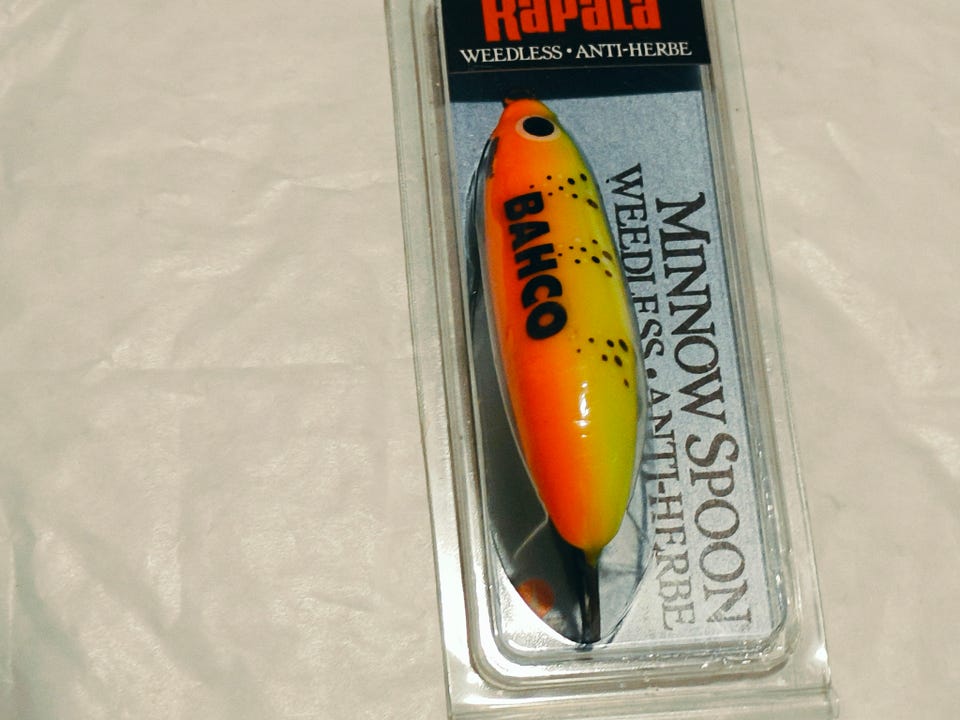 Rapala
WEEDLESS • ANTI-HERBE
BAHCO
MINNOW SPOON
WEEDLESS • ANTI-HERBE